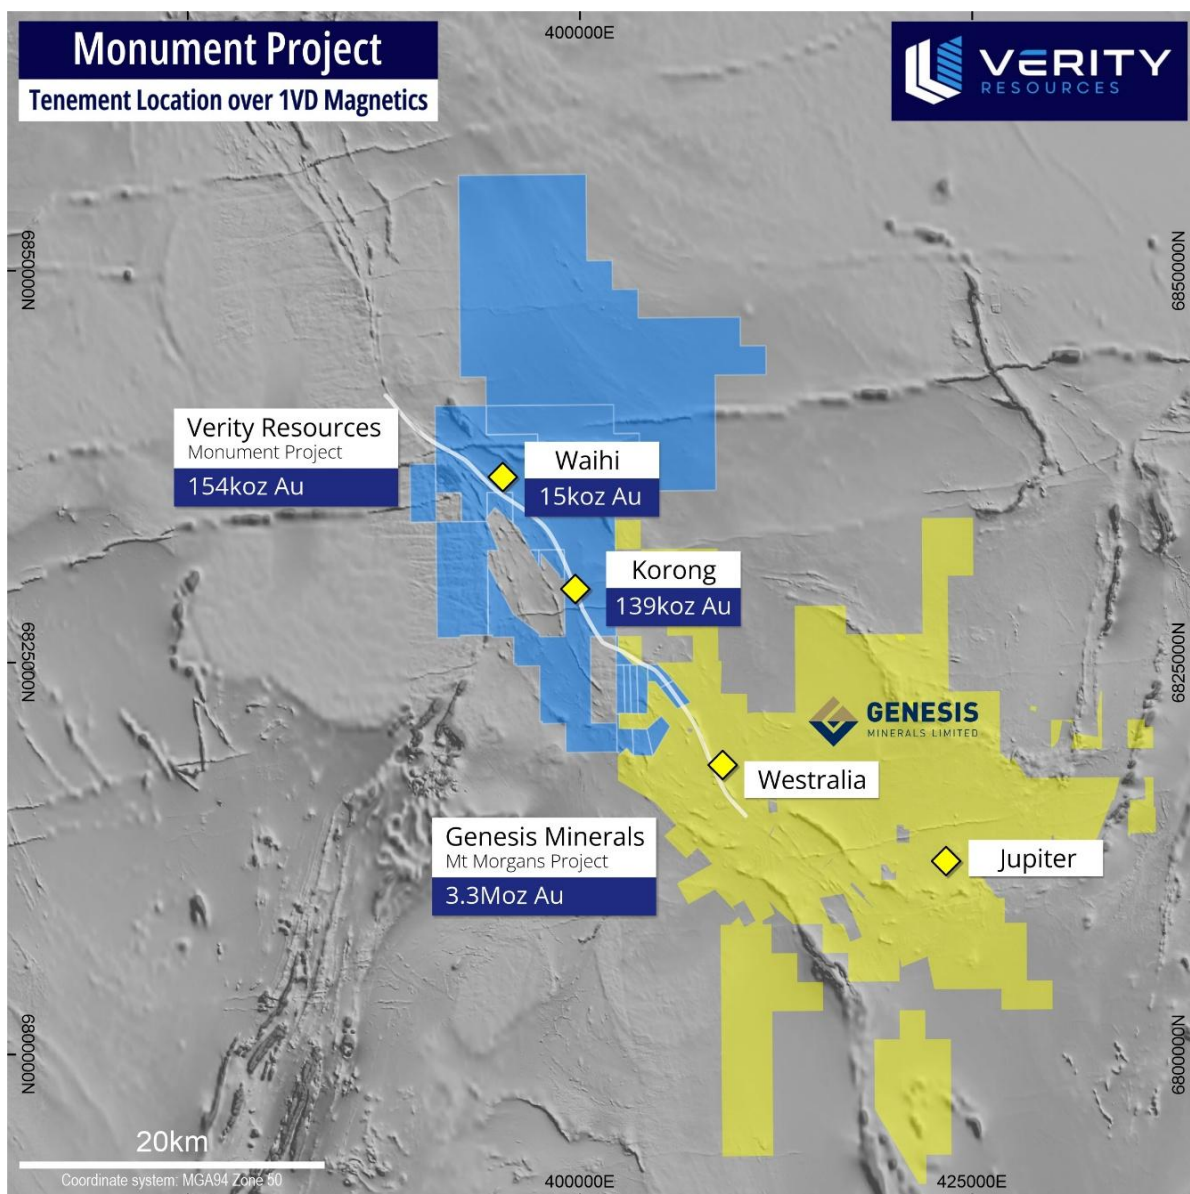 Monument Project
Tenement Location over 1VD Magnetics
400000E
VERITY
RESOURCES
6850000N
6850000N
Verity Resources
Monument Project
154koz Au
Waihi
15koz Au
Korong
139koz Au
6825000N
6825000N
GENESIS
MINERALS LIMITED
Westralia
Genesis Minerals
Mt Morgans Project
3.3Moz Au
Jupiter
6800000N
6800000N
20km
Coordinate system: MGA94 Zone 50
400000E
425000E